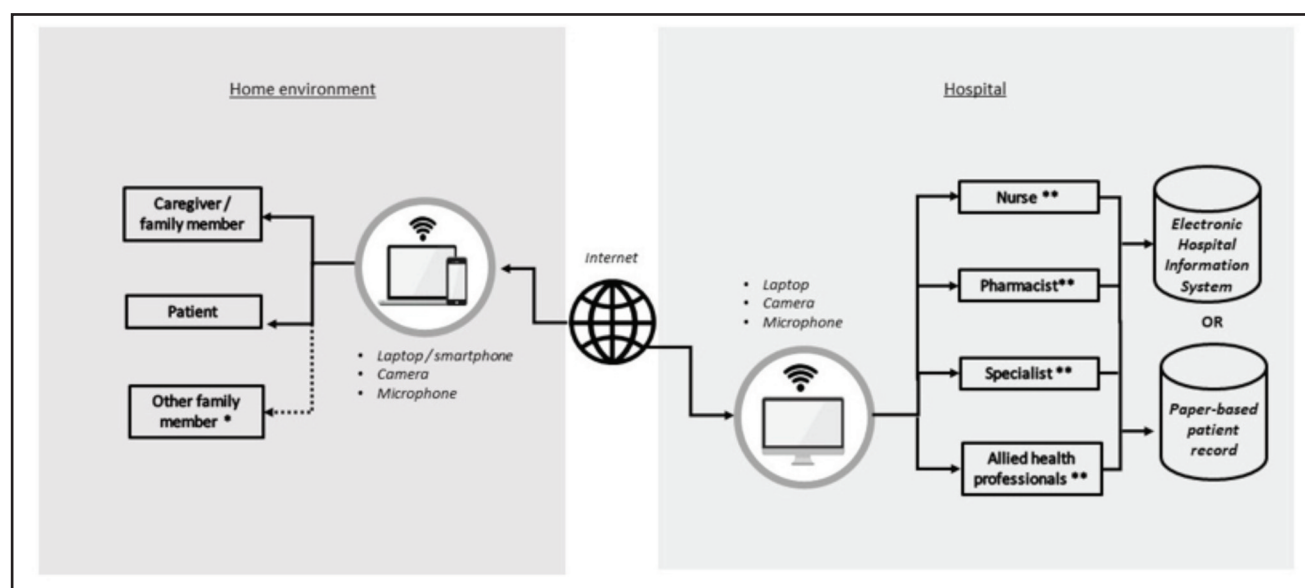 Home environment
Caregiver /
family member
Patient
Other family
member *
• Laptop / smartphone
• Camera
• Microphone
Internet
Hospital
• Laptop
• Camera
• Microphone
Nurse **
Pharmacist**
Specialist **
Allied health
professionals **
Electronic
Hospital
Information
System
OR
Paper-based
patient
record